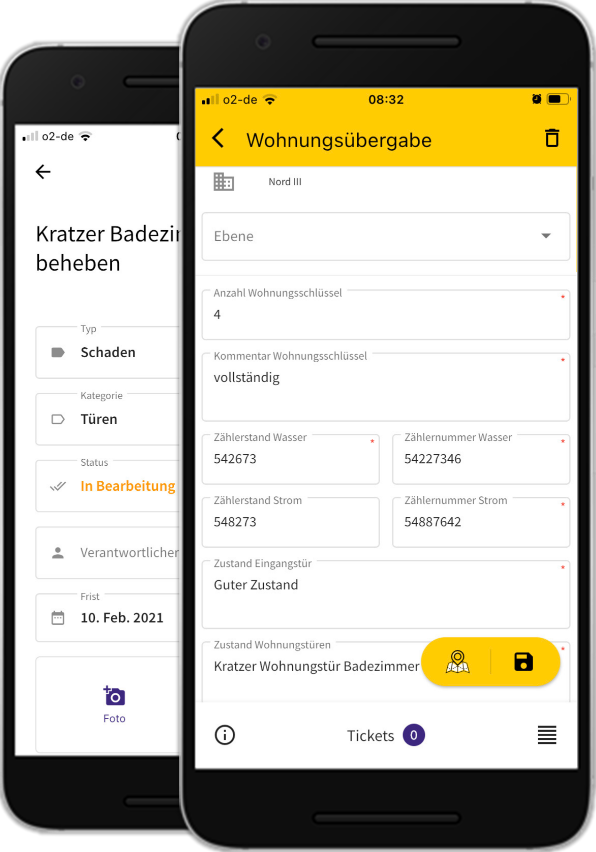 o2-de
Kratzer Badezi
beheben
Typ
Schaden
Kategorie
Türen
Status
In Bearbeitung
Verantwortlicher
Frist
10. Feb. 2021
Foto
o2-de 08:32
Wohnungsübergabe
Nord III
Ebene
Anzahl Wohnungsschlüssel *
4
Kommentar Wohnungsschlüssel *
vollständig
Zählerstand Wasser * Zählernummer Wasser *
542673 54227346
Zählerstand Strom Zählernummer Strom *
548273 54887642
Zustand Eingangstür *
Guter Zustand
Zustand Wohnungstüren *
Kratzer Wohnungstür Badezimmer
Tickets 0